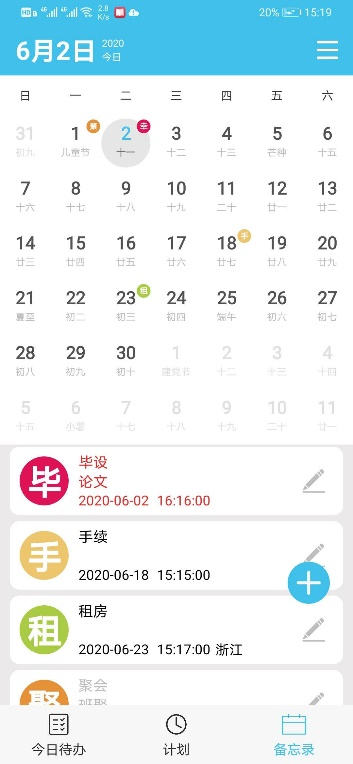 HD 4G 4G 2.8 K/s 20% 15:19
6月2日 2020 今日
日 一 二 三 四 五 六
31 1 第 2 毕 3 4 5 6
初九 儿童节 十一 十二 十三 芒种 十五
7 8 9 10 11 12 13
十六 十七 十八 十九 二十 廿一 廿二
14 15 16 17 18 手 19 20
廿三 廿四 廿五 廿六 廿七 廿八 廿九
21 22 23 租 24 25 26 27
夏至 初二 初三 初四 端午 初六 初七
28 29 30 1 2 3 4
初八 初九 初十 建党节 十二 十三 十四
5 6 7 8 9 10 11
十五 小暑 十七 十八 十九 二十 廿一
毕 毕设
论文
2020-06-02 16:16:00
手 手续
2020-06-18 15:15:00
租 租房
2020-06-23 15:17:00 浙江
聚 聚会
班聚
今日待办 计划 备忘录